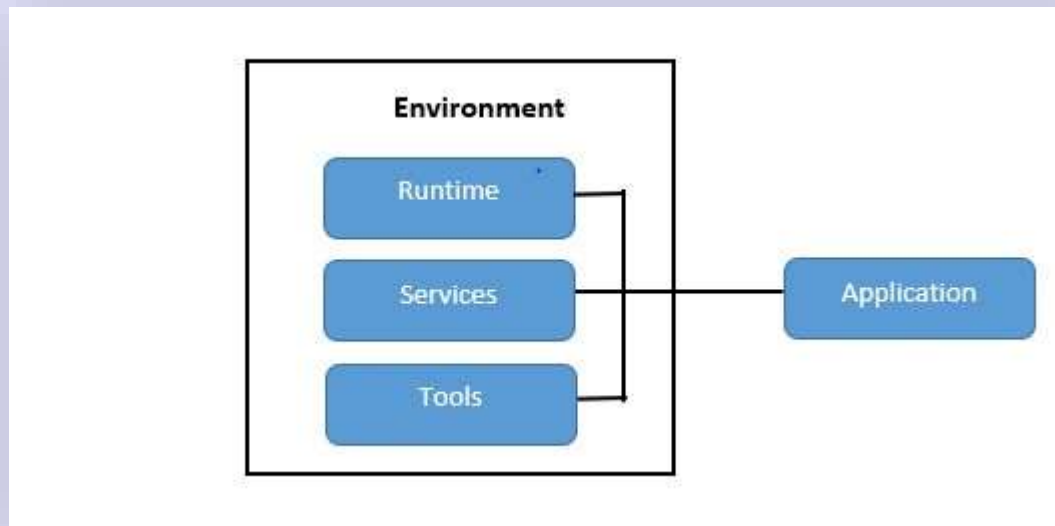 Environment
Runtime
Services
Application
Tools